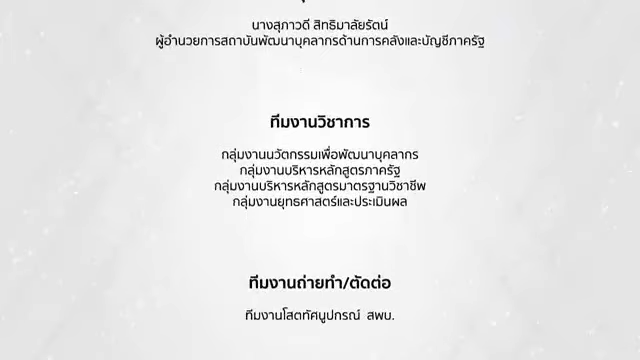 นางสุภาวดี สิทธิมาลัยรัตน์
ผู้อำนวยการสถาบันพัฒนาบุคลากรด้านการคลังและบัญชีภาครัฐ
ทีมงานวิชาการ
กลุ่มงานนวัตกรรมเพื่อพัฒนาบุคลากร
กลุ่มงานบริหารหลักสูตรภาครัฐ
กลุ่มงานบริหารหลักสูตรมาตรฐานวิชาชีพ
กลุ่มงานยุทธศาสตร์และประเมินผล
ทีมงานถ่ายทำ/ตัดต่อ
ทีมงานโสตทัศนูปกรณ์ สพบ.